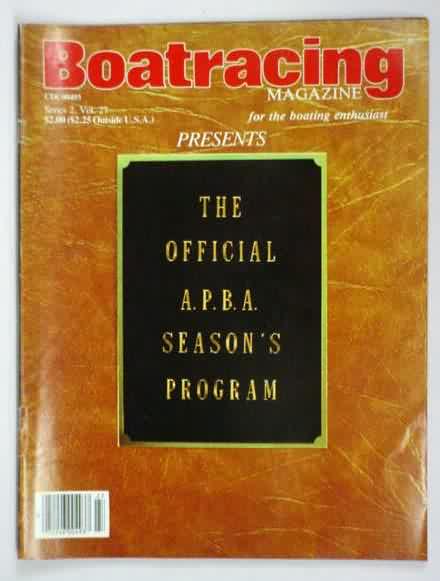 Boatracing
MAGAZINE
Series 2, Vol. 23
$2.00 ($2.25 Outside U.S.A.)
for the boating enthusiast
PRESENTS
THE
OFFICIAL
A.P.B.A.
SEASON'S
PROGRAM